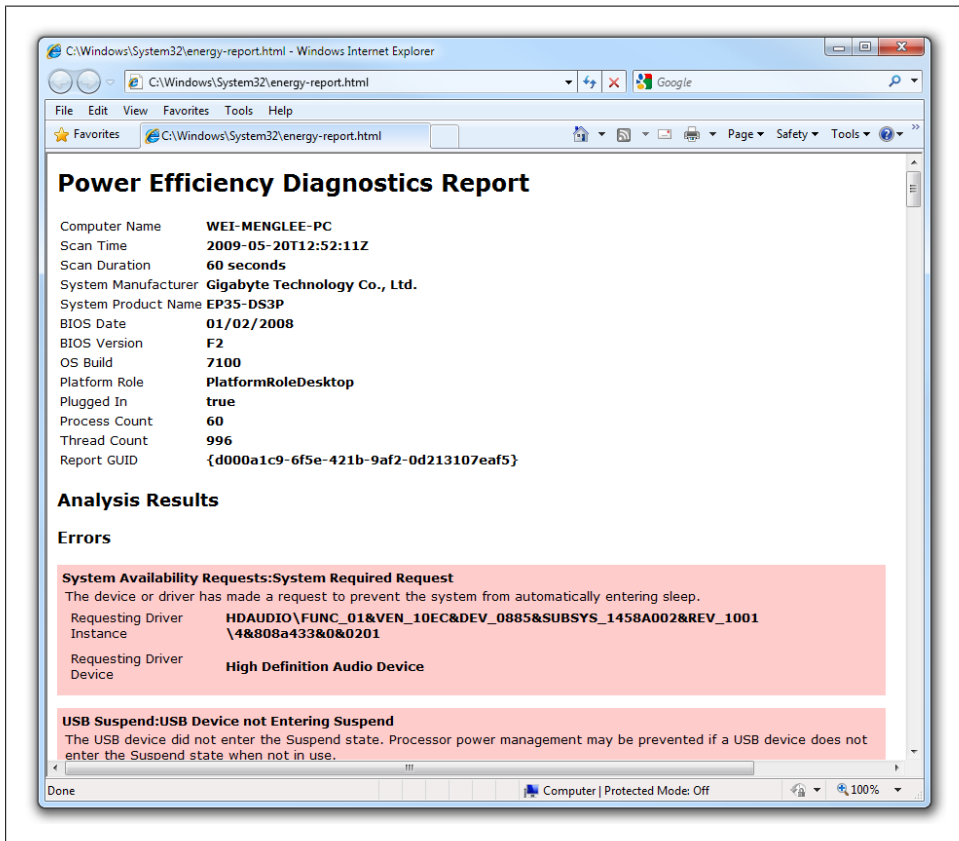 C:\Windows\System32\energy-report.html - Windows Internet Explorer
C:\Windows\System32\energy-report.html
Google
File Edit View Favorites Tools Help
Favorites
C:\Windows\System32\energy-report.html
Page Safety Tools
Power Efficiency Diagnostics Report
Computer Name WEI-MENGLEE-PC
Scan Time 2009-05-20T12:52:11Z
Scan Duration 60 seconds
System Manufacturer Gigabyte Technology Co., Ltd.
System Product Name EP35-DS3P
BIOS Date 01/02/2008
BIOS Version F2
OS Build 7100
Platform Role PlatformRoleDesktop
Plugged In true
Process Count 60
Thread Count 996
Report GUID {d000a1c9-6f5e-421b-9af2-0d213107eaf5}
Analysis Results
Errors
System Availability Requests:System Required Request
The device or driver has made a request to prevent the system from automatically entering sleep.
Requesting Driver Instance HDAUDIO\FUNC_01&VEN_10EC&DEV_0885&SUBSYS_1458A002&REV_1001
\4&808a433&0&0201
Requesting Driver Device High Definition Audio Device
USB Suspend:USB Device not Entering Suspend
The USB device did not enter the Suspend state. Processor power management may be prevented if a USB device does not
enter the Suspend state when not in use.
Done
Computer | Protected Mode: Off
100%